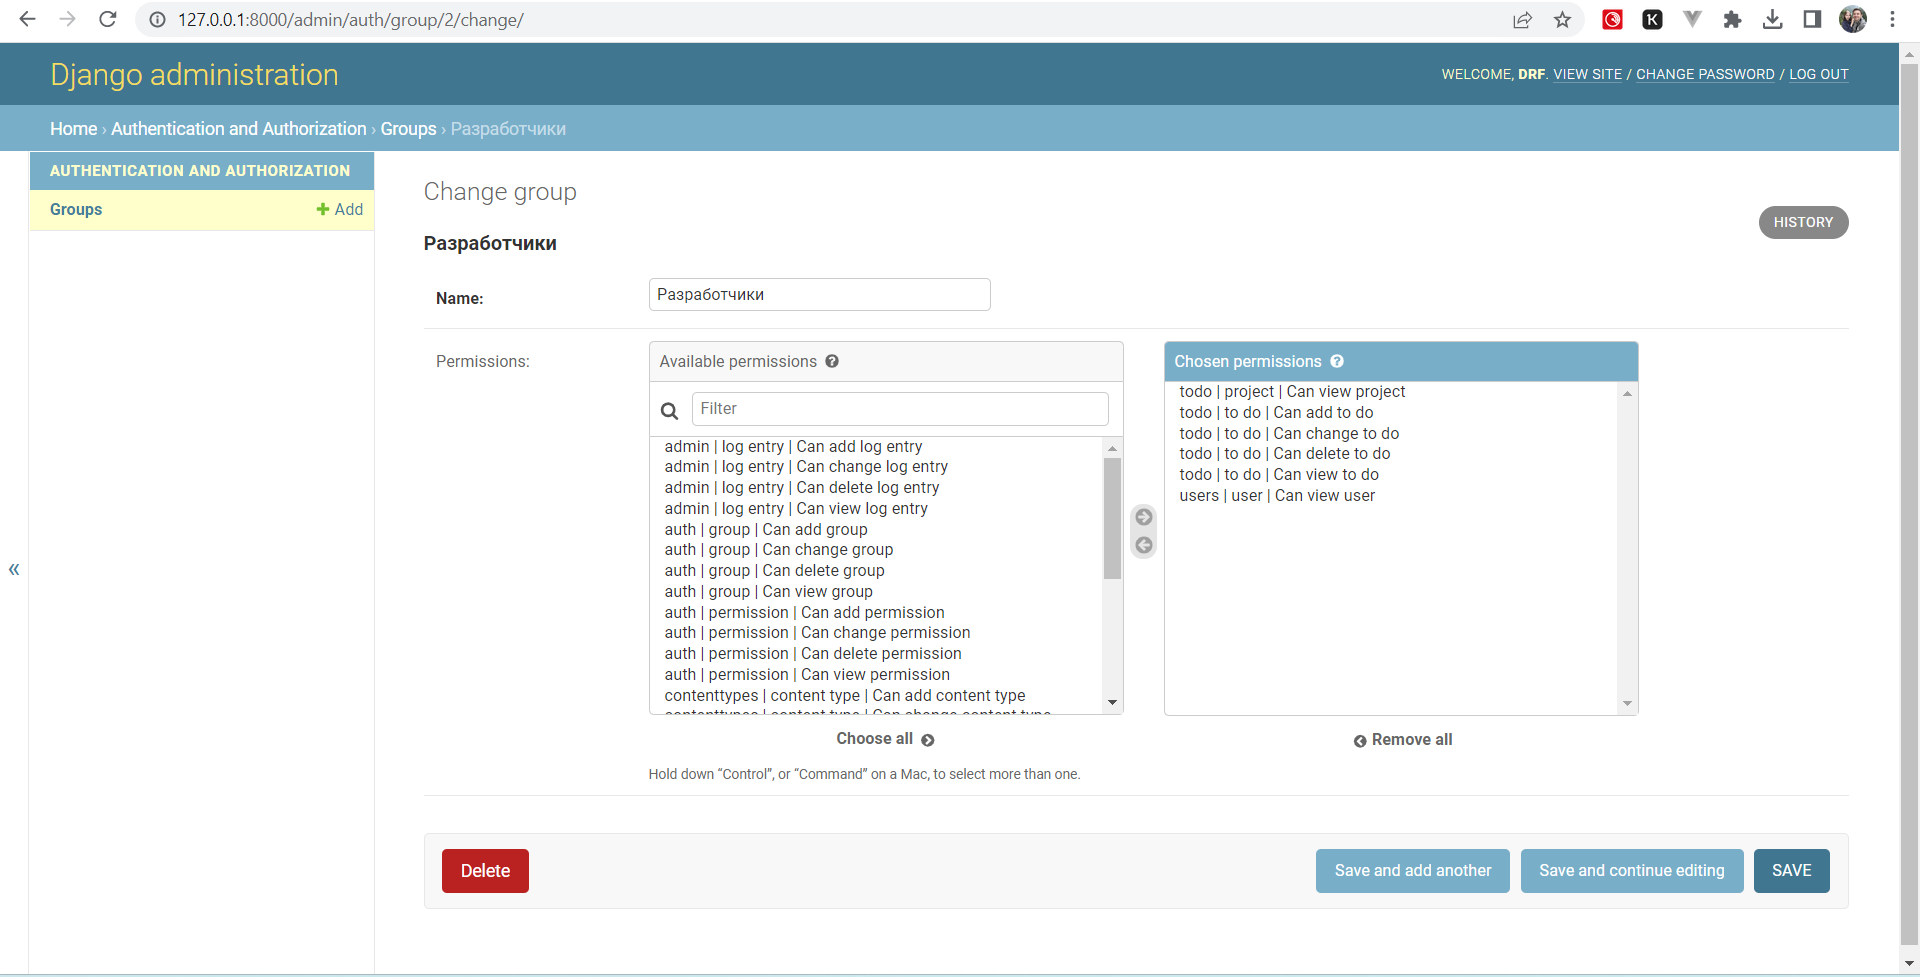 127.0.0.1:8000/admin/auth/group/2/change/
Django administration
WELCOME, DRF. VIEW SITE / CHANGE PASSWORD / LOG OUT
Home › Authentication and Authorization › Groups › Разработчики
AUTHENTICATION AND AUTHORIZATION
Groups
+ Add
«
Change group
HISTORY
Разработчики
Name:
Разработчики
Permissions:
Available permissions ?
Filter
admin | log entry | Can add log entry
admin | log entry | Can change log entry
admin | log entry | Can delete log entry
admin | log entry | Can view log entry
auth | group | Can add group
auth | group | Can change group
auth | group | Can delete group
auth | group | Can view group
auth | permission | Can add permission
auth | permission | Can change permission
auth | permission | Can delete permission
auth | permission | Can view permission
contenttypes | content type | Can add content type
contenttypes | content type | Can change content type
Choose all
Hold down “Control”, or “Command” on a Mac, to select more than one.
Chosen permissions ?
todo | project | Can view project
todo | to do | Can add to do
todo | to do | Can change to do
todo | to do | Can delete to do
todo | to do | Can view to do
users | user | Can view user
Remove all
Delete
Save and add another
Save and continue editing
SAVE